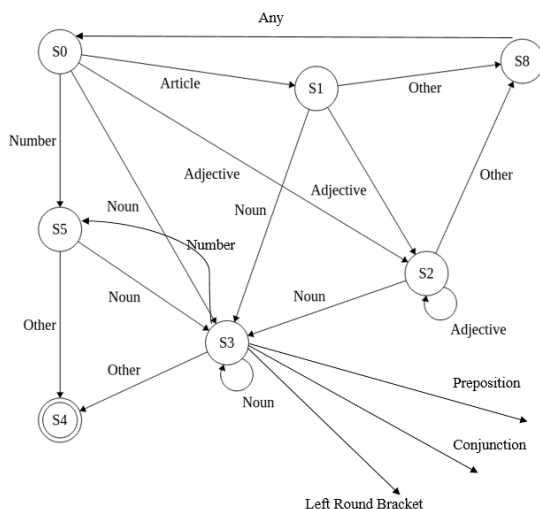 Any
S0
S8
Article
S1
Other
Number
Adjective
Adjective
Other
Noun
Noun
S5
Number
S2
Noun
Noun
Other
Adjective
S3
Other
Preposition
Noun
S4
Conjunction
Left Round Bracket